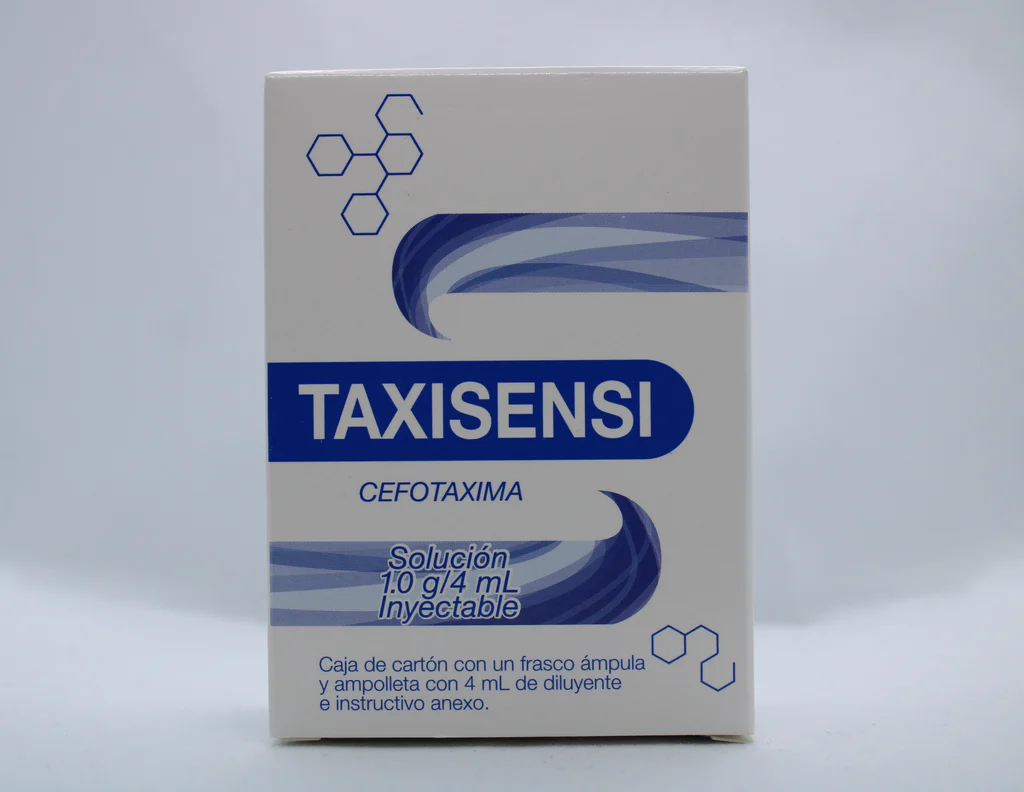 TAXISENSI
CEFOTAXIMA
Solución
1.0 g/4 mL
Inyectable
Caja de cartón con un frasco ámpula
y ampolleta con 4 mL de diluyente
e instructivo anexo.